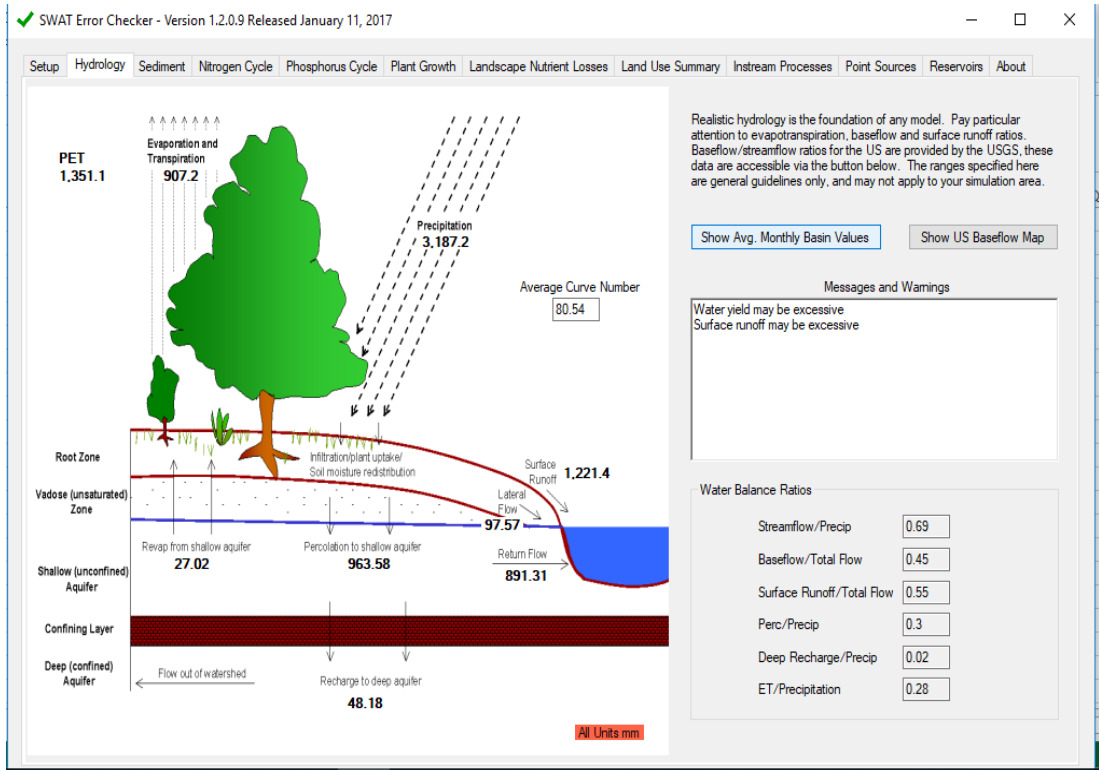 SWAT Error Checker - Version 1.2.0.9 Released January 11, 2017
Setup Hydrology Sediment Nitrogen Cycle Phosphorus Cycle Plant Growth Landscape Nutrient Losses Land Use Summary Instream Processes Point Sources Reservoirs About
PET
1,351.1
Evaporation and
Transpiration
907.2
Precipitation
3,187.2
Average Curve Number
80.54
Root Zone
Infiltration/plant uptake/
Soil moisture redistribution
Surface
Runoff
1,221.4
Vadose (unsaturated)
Zone
Lateral
Flow
97.57
Revap from shallow aquifer
27.02
Percolation to shallow aquifer
963.58
Return Flow
891.31
Shallow (unconfined)
Aquifer
Confining Layer
Deep (confined)
Aquifer
Flow out of watershed
Recharge to deep aquifer
48.18
All Units mm
Realistic hydrology is the foundation of any model. Pay particular
attention to evapotranspiration, baseflow and surface runoff ratios.
Baseflow/streamflow ratios for the US are provided by the USGS, these
data are accessible via the button below. The ranges specified here
are general guidelines only, and may not apply to your simulation area.
Show Avg. Monthly Basin Values
Show US Baseflow Map
Messages and Warnings
Water yield may be excessive
Surface runoff may be excessive
Water Balance Ratios
Streamflow/Precip 0.69
Baseflow/Total Flow 0.45
Surface Runoff/Total Flow 0.55
Perc/Precip 0.3
Deep Recharge/Precip 0.02
ET/Precipitation 0.28